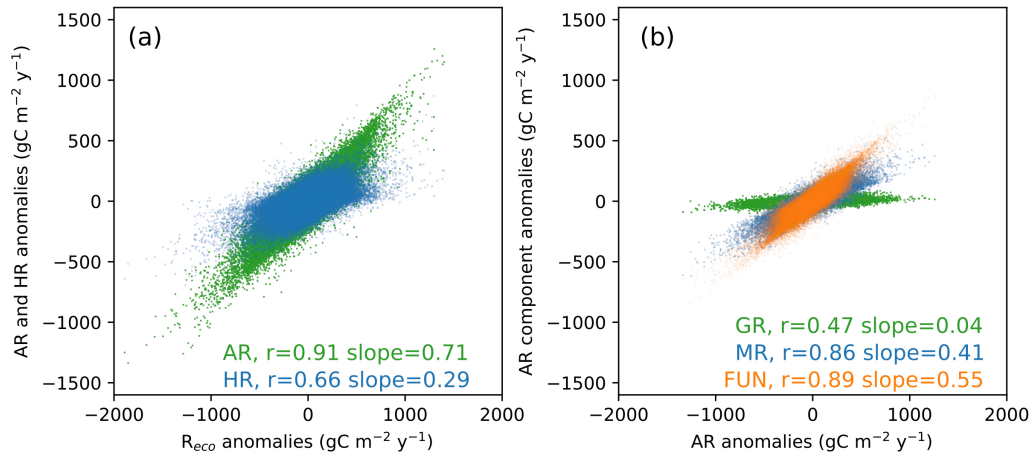 (a)
1500
1000
500
0
−500
−1000
−1500
AR and HR anomalies (gC m⁻² y⁻¹)
AR, r=0.91 slope=0.71
HR, r=0.66 slope=0.29
−2000 −1000 0 1000 2000
R_eco anomalies (gC m⁻² y⁻¹)
(b)
1500
1000
500
0
−500
−1000
−1500
AR component anomalies (gC m⁻² y⁻¹)
GR, r=0.47 slope=0.04
MR, r=0.86 slope=0.41
FUN, r=0.89 slope=0.55
−2000 −1000 0 1000 2000
AR anomalies (gC m⁻² y⁻¹)